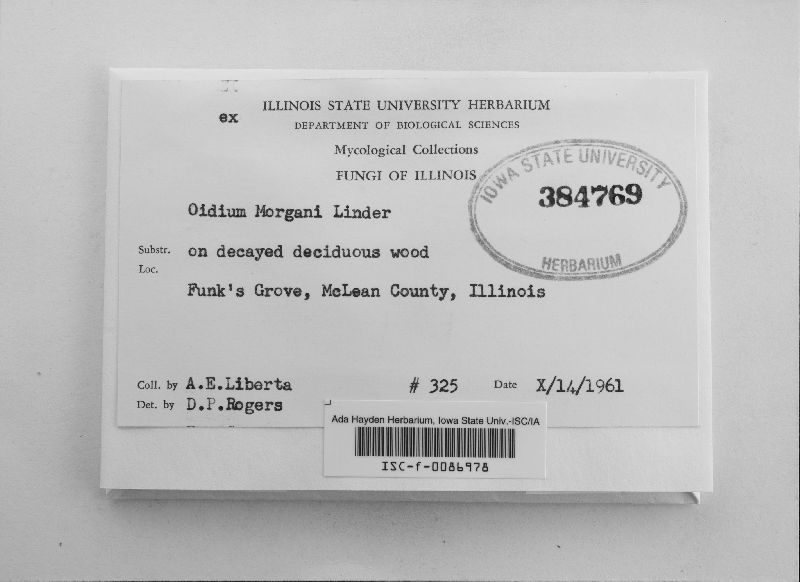 ex
ILLINOIS STATE UNIVERSITY HERBARIUM
DEPARTMENT OF BIOLOGICAL SCIENCES
Mycological Collections
FUNGI OF ILLINOIS
IOWA STATE UNIVERSITY
384769
HERBARIUM
Oidium Morgani Linder
Substr. on decayed deciduous wood
Loc.
Funk's Grove, McLean County, Illinois
Coll. by A.E.Liberta # 325 Date X/14/1961
Det. by D.P.Rogers
Ada Hayden Herbarium, Iowa State Univ.-ISC/IA
ISC-f-0086978